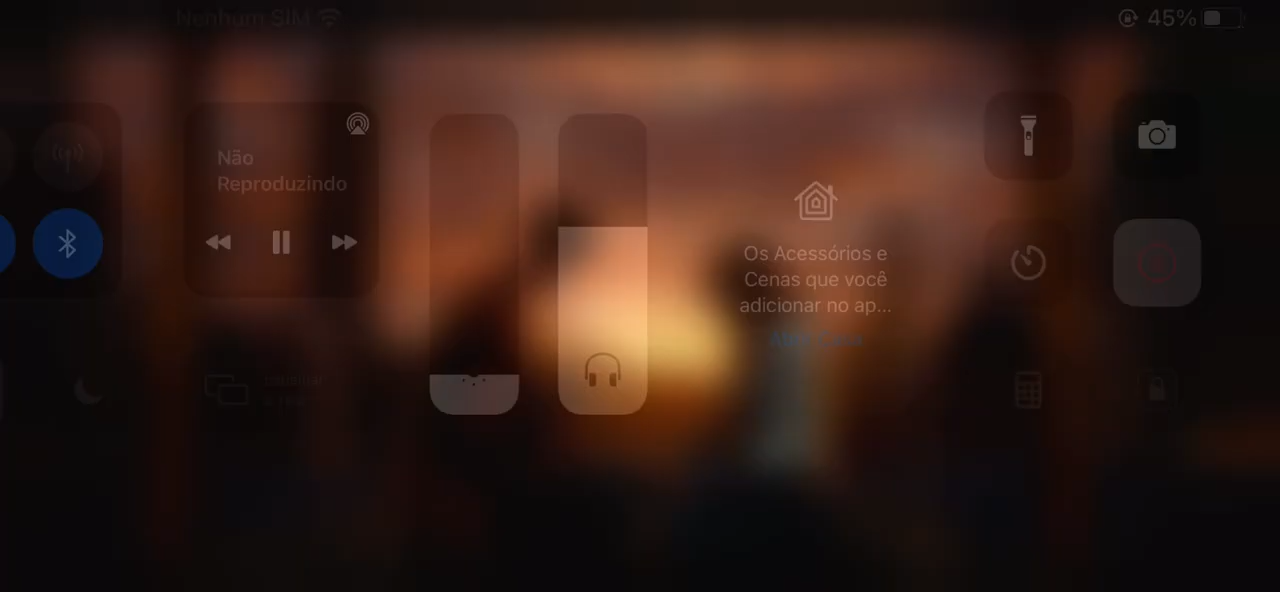 Nenhum SIM
45%
Não
Reproduzindo
Os Acessórios e
Cenas que você
adicionar no ap...